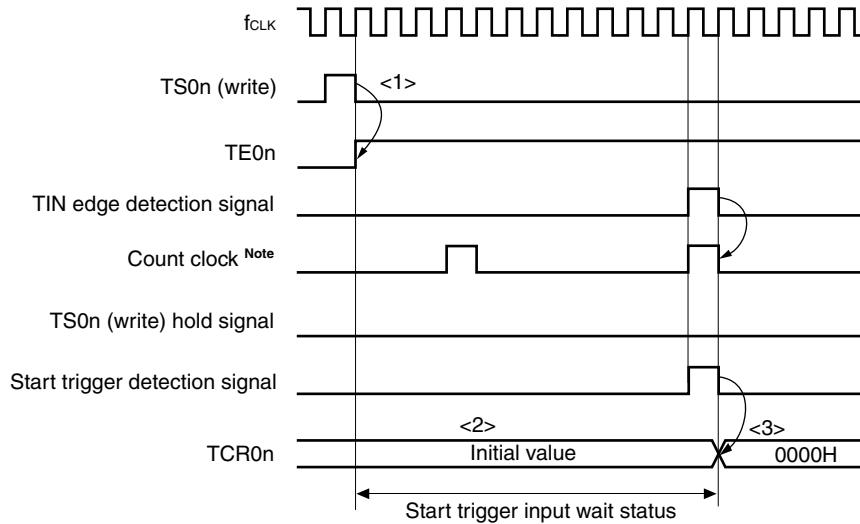 fCLK
TS0n (write)
<1>
TE0n
TIN edge detection signal
Count clock Note
TS0n (write) hold signal
Start trigger detection signal
<2>
<3>
TCR0n
Initial value
0000H
Start trigger input wait status